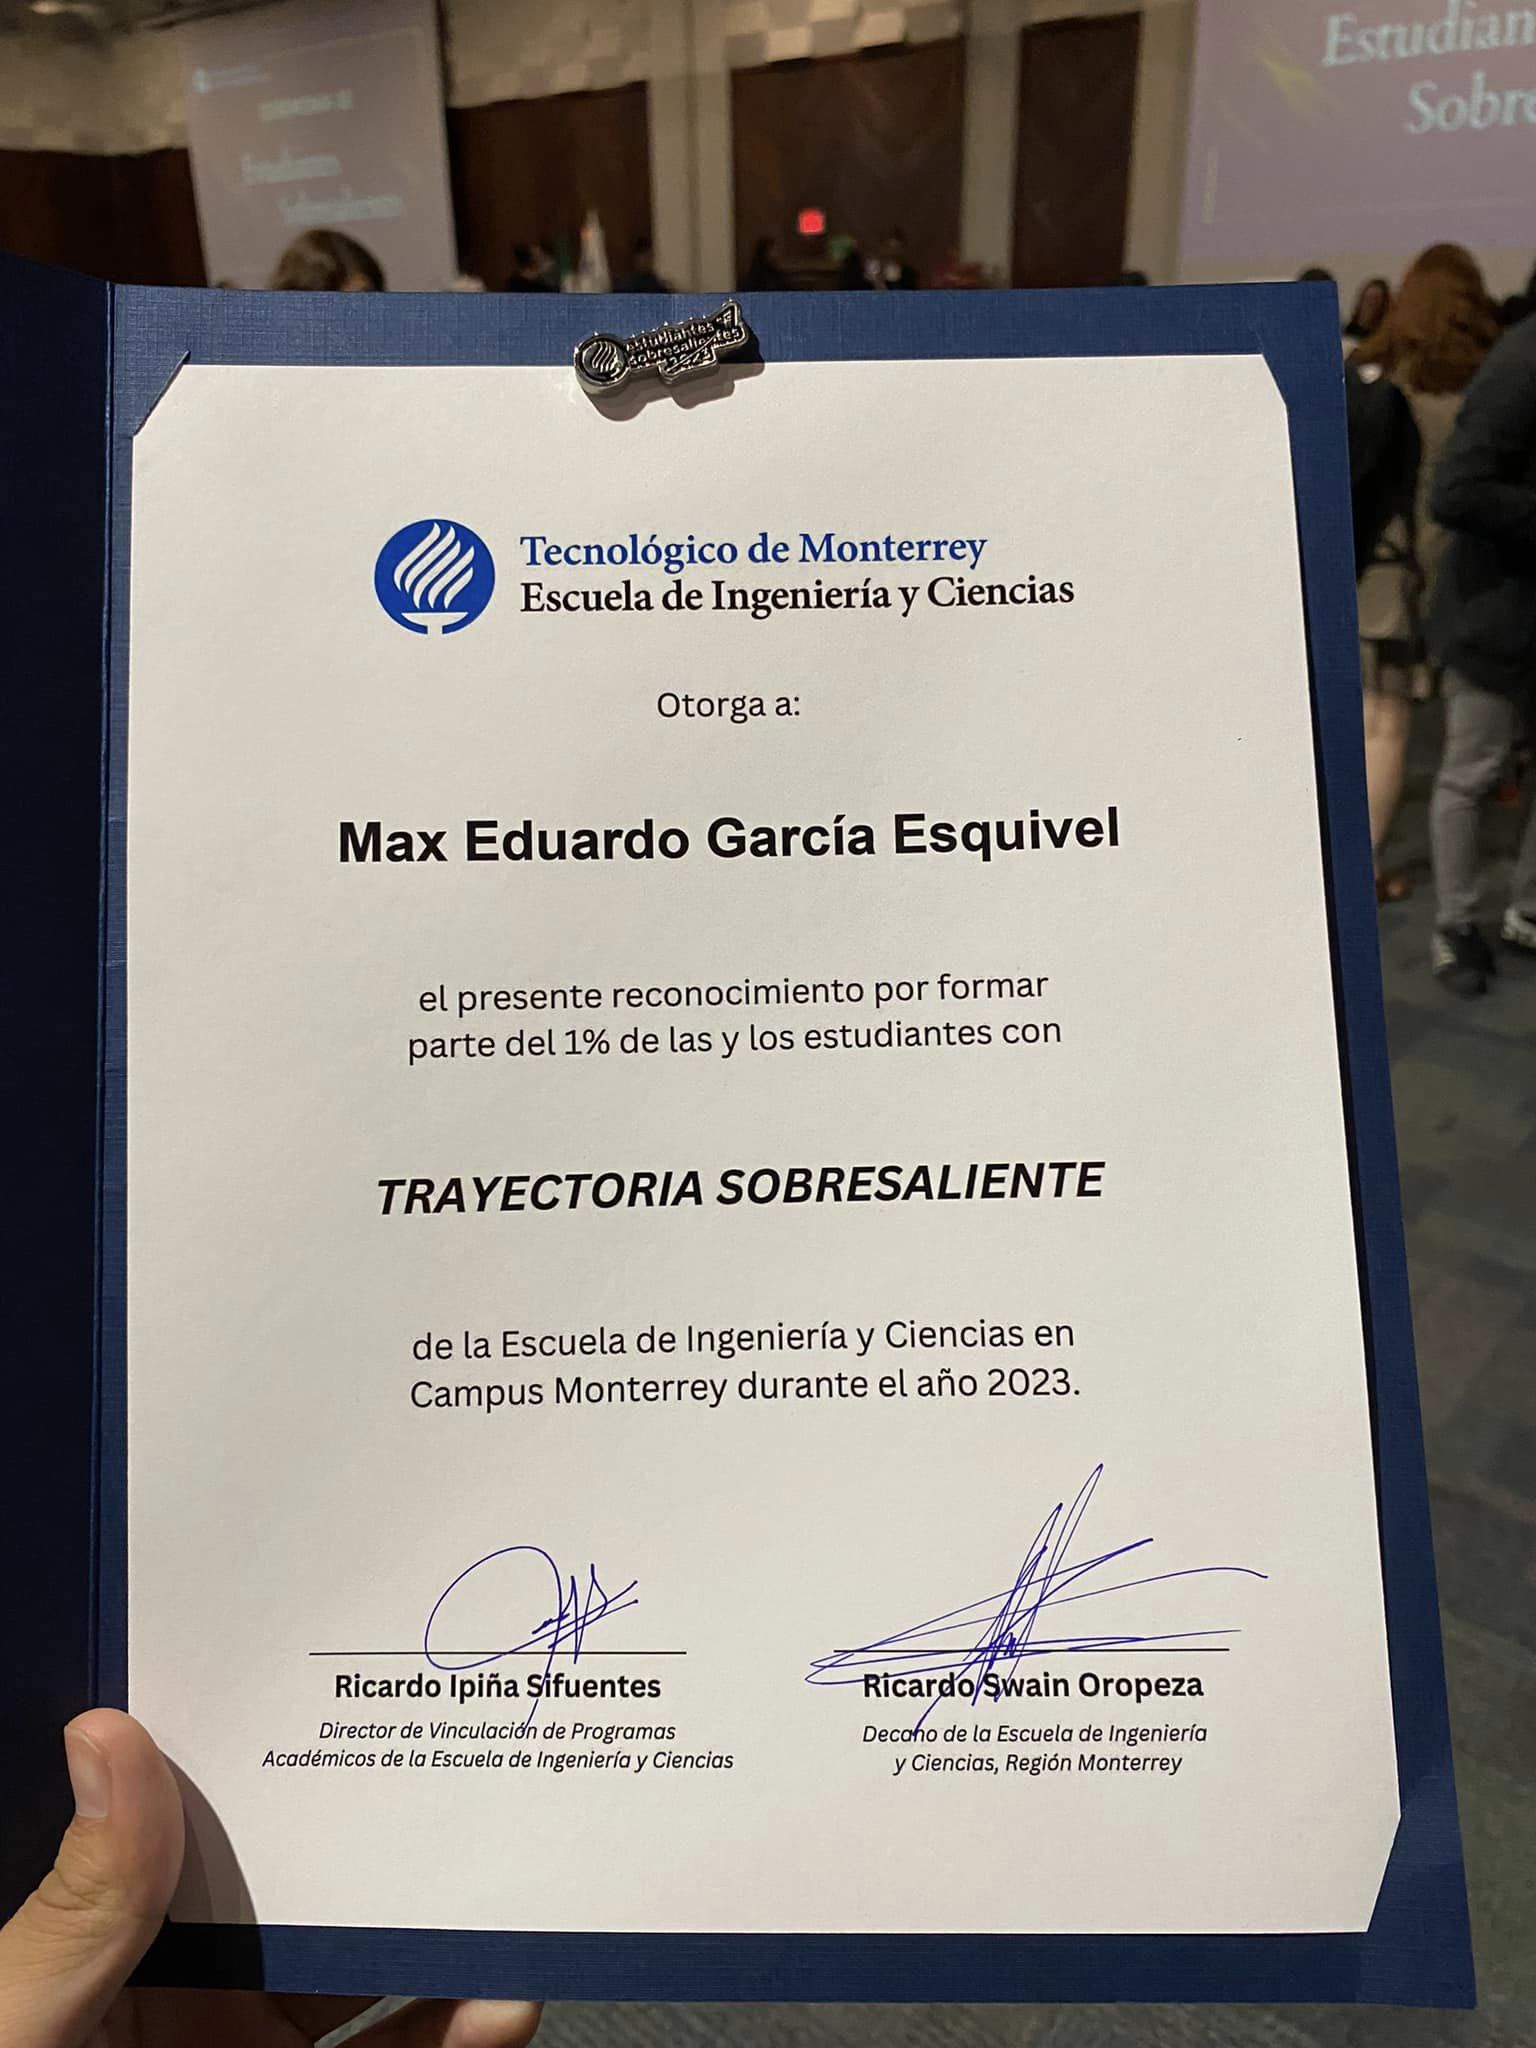 Estudian
Sobre
Estudiantes
Sobresalientes
estudiantes
sobresalientes
2023
Tecnológico de Monterrey
Escuela de Ingeniería y Ciencias
Otorga a:
Max Eduardo García Esquivel
el presente reconocimiento por formar
parte del 1% de las y los estudiantes con
TRAYECTORIA SOBRESALIENTE
de la Escuela de Ingeniería y Ciencias en
Campus Monterrey durante el año 2023.
Ricardo Ipiña Sifuentes
Director de Vinculación de Programas
Académicos de la Escuela de Ingeniería y Ciencias
Ricardo Swain Oropeza
Decano de la Escuela de Ingeniería
y Ciencias, Región Monterrey